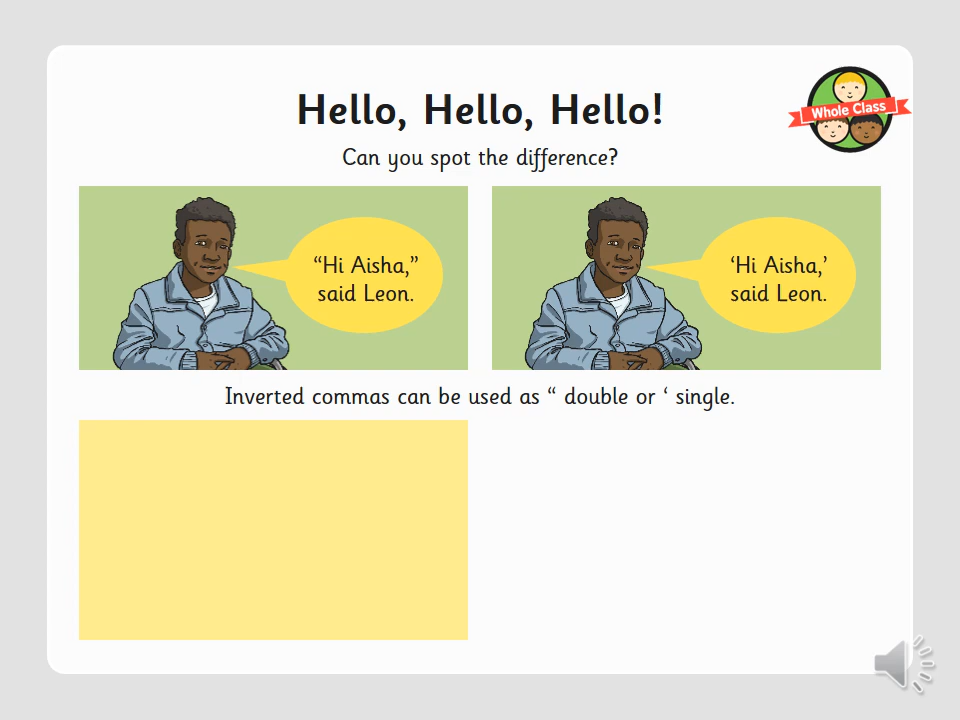 Hello, Hello, Hello!
Whole Class
Can you spot the difference?
“Hi Aisha,”
said Leon.
‘Hi Aisha,’
said Leon.
Inverted commas can be used as “ double or ‘ single.